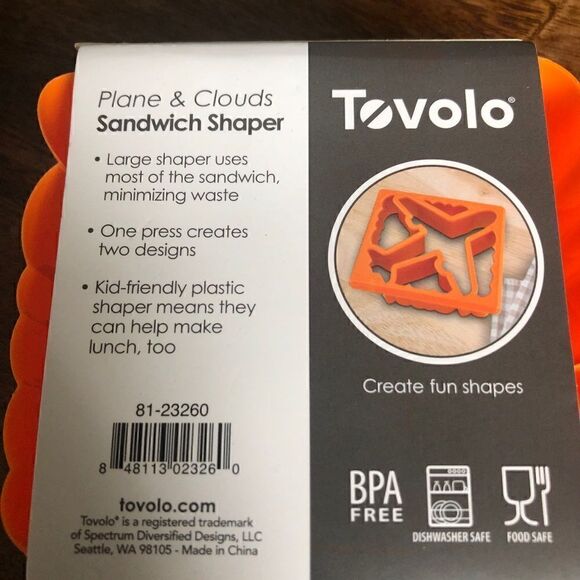 Plane & Clouds
Sandwich Shaper
• Large shaper uses
most of the sandwich,
minimizing waste
• One press creates
two designs
• Kid-friendly plastic
shaper means they
can help make
lunch, too
81-23260
8 48113 02326 0
tovolo.com
Tovolo® is a registered trademark
of Spectrum Diversified Designs, LLC
Seattle, WA 98105 - Made in China
Tovolo®
Create fun shapes
BPA
FREE
DISHWASHER SAFE
FOOD SAFE